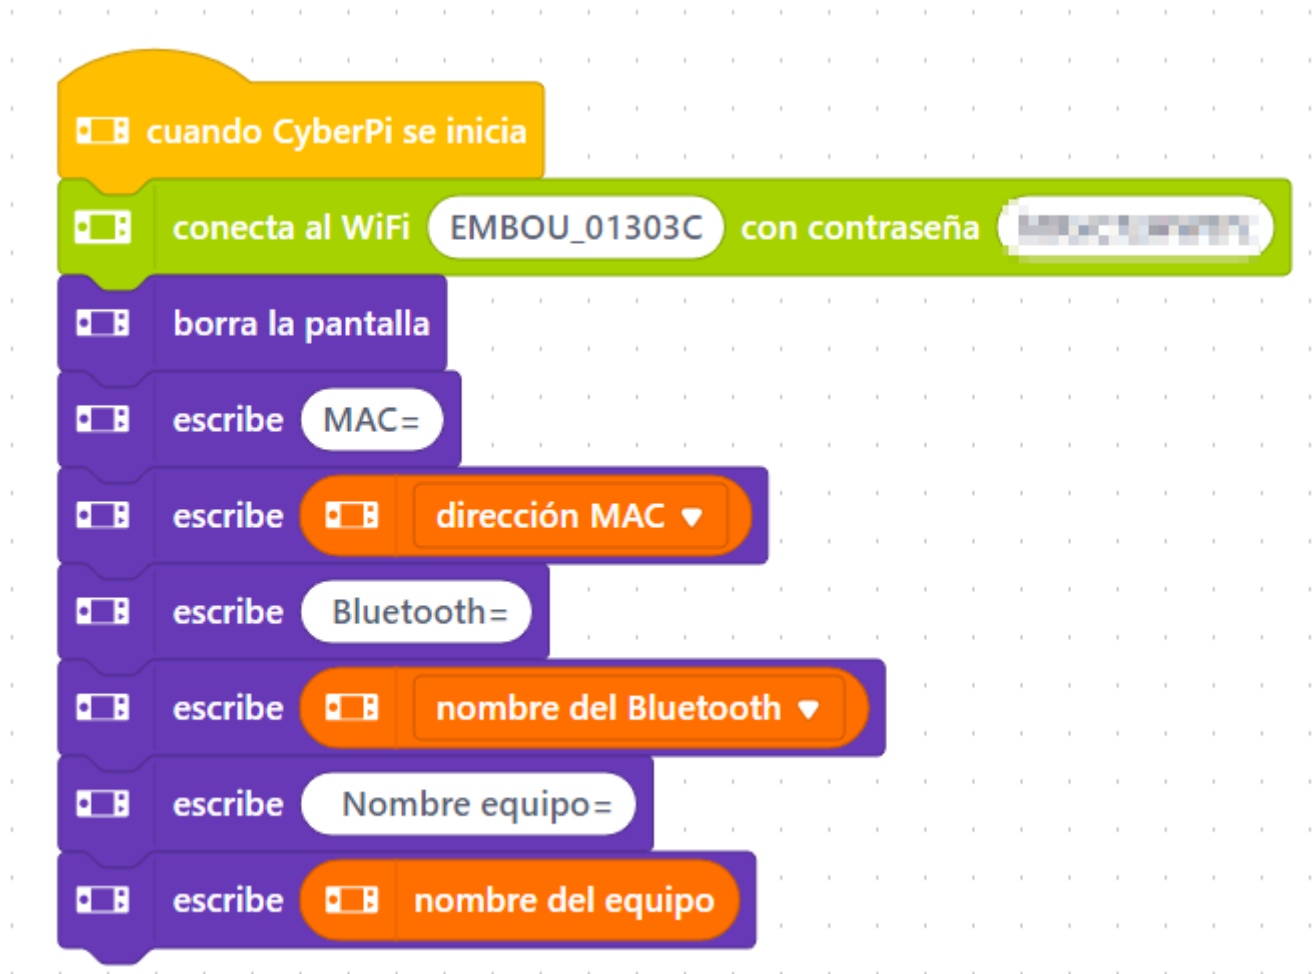 cuando CyberPi se inicia
conecta al WiFi EMBOU_01303C con contraseña
borra la pantalla
escribe MAC=
escribe dirección MAC
escribe Bluetooth=
escribe nombre del Bluetooth
escribe Nombre equipo=
escribe nombre del equipo